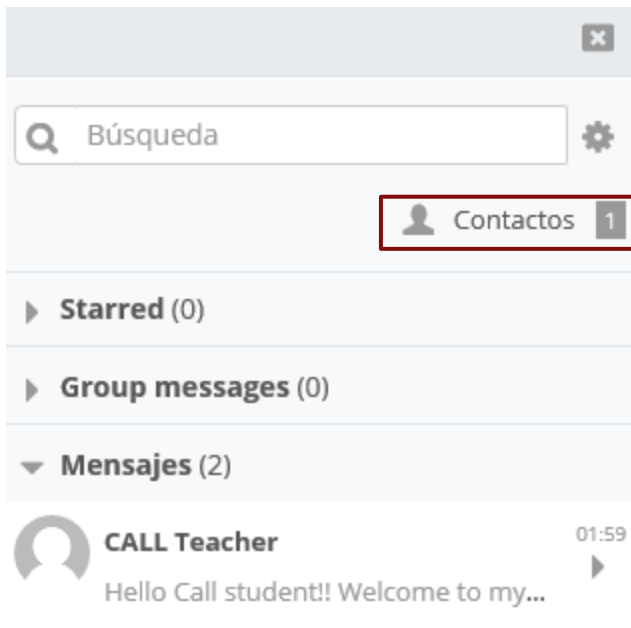 Búsqueda
Contactos 1
Starred (0)
Group messages (0)
Mensajes (2)
CALL Teacher 01:59
Hello Call student!! Welcome to my...